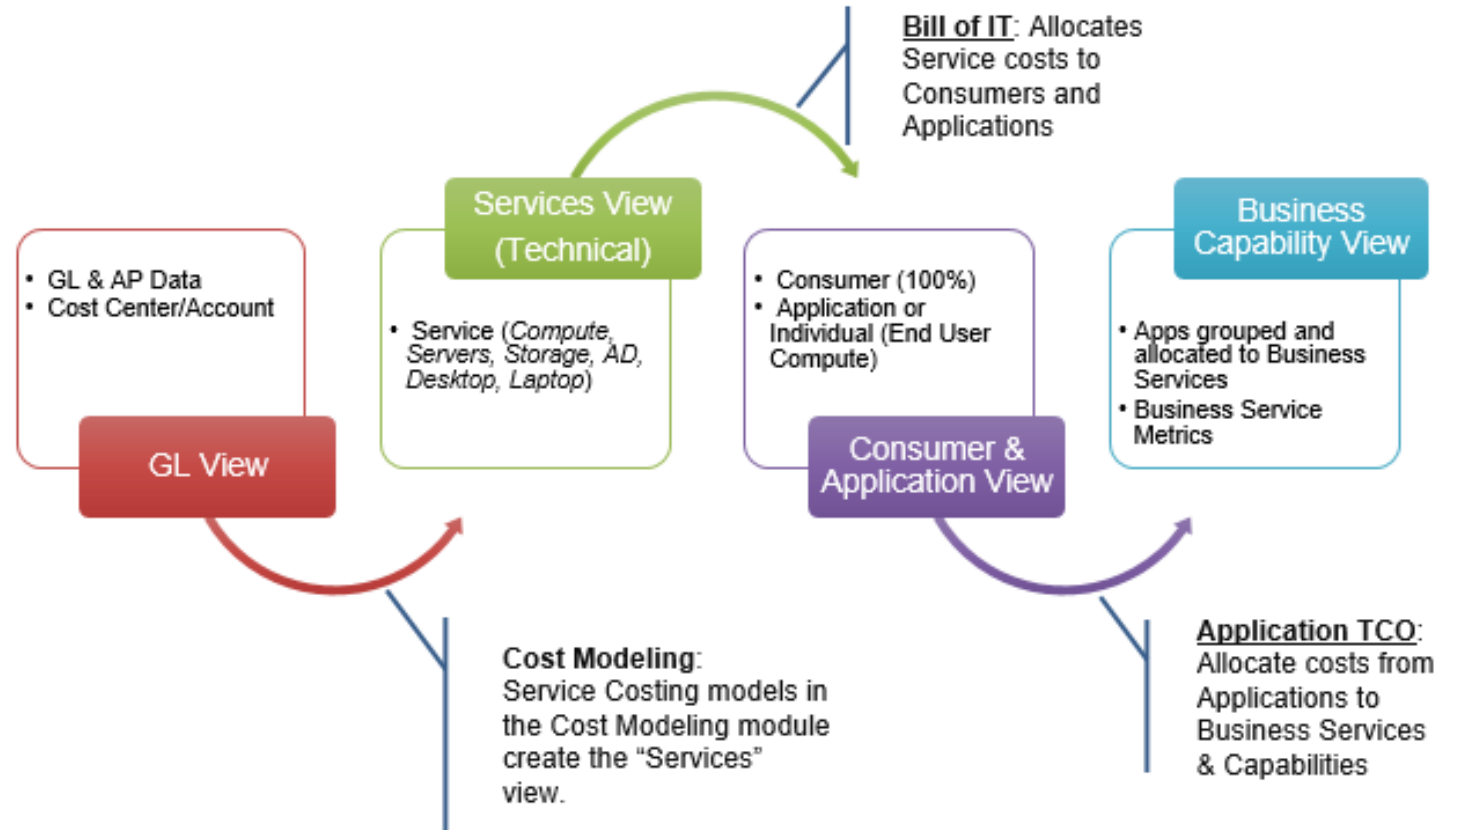 Bill of IT: Allocates
Service costs to
Consumers and
Applications
• GL & AP Data
• Cost Center/Account
GL View
Services View
(Technical)
• Service (Compute,
Servers, Storage, AD,
Desktop, Laptop)
• Consumer (100%)
• Application or
Individual (End User
Compute)
Consumer &
Application View
Business
Capability View
• Apps grouped and
allocated to Business
Services
• Business Service
Metrics
Cost Modeling:
Service Costing models in
the Cost Modeling module
create the “Services”
view.
Application TCO:
Allocate costs from
Applications to
Business Services
& Capabilities